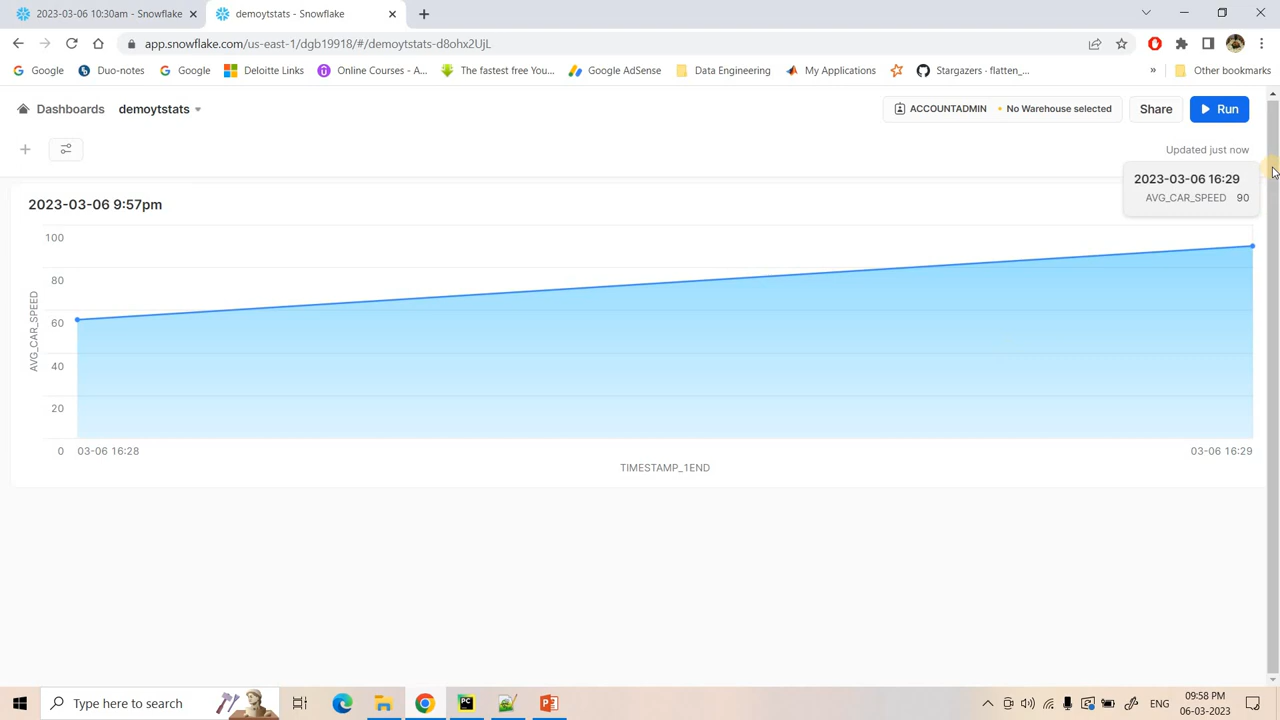 2023-03-06 10:30am - Snowflake
demoytstats - Snowflake
app.snowflake.com/us-east-1/dgb19918/#/demoytstats-d8chx2UjL
Google
Duo-notes
Google
Deloitte Links
Online Courses - A...
The fastest free You...
Google AdSense
Data Engineering
My Applications
Stargazers · flatten_...
»
Other bookmarks
Dashboards
demoytstats
ACCOUNTADMIN
No Warehouse selected
Share
Run
Updated just now
2023-03-06 16:29
AVG_CAR_SPEED 90
2023-03-06 9:57pm
100
80
60
40
20
0
AVG_CAR_SPEED
03-06 16:28
03-06 16:29
TIMESTAMP_1END
Type here to search
PC
ENG
09:58 PM
06-03-2023